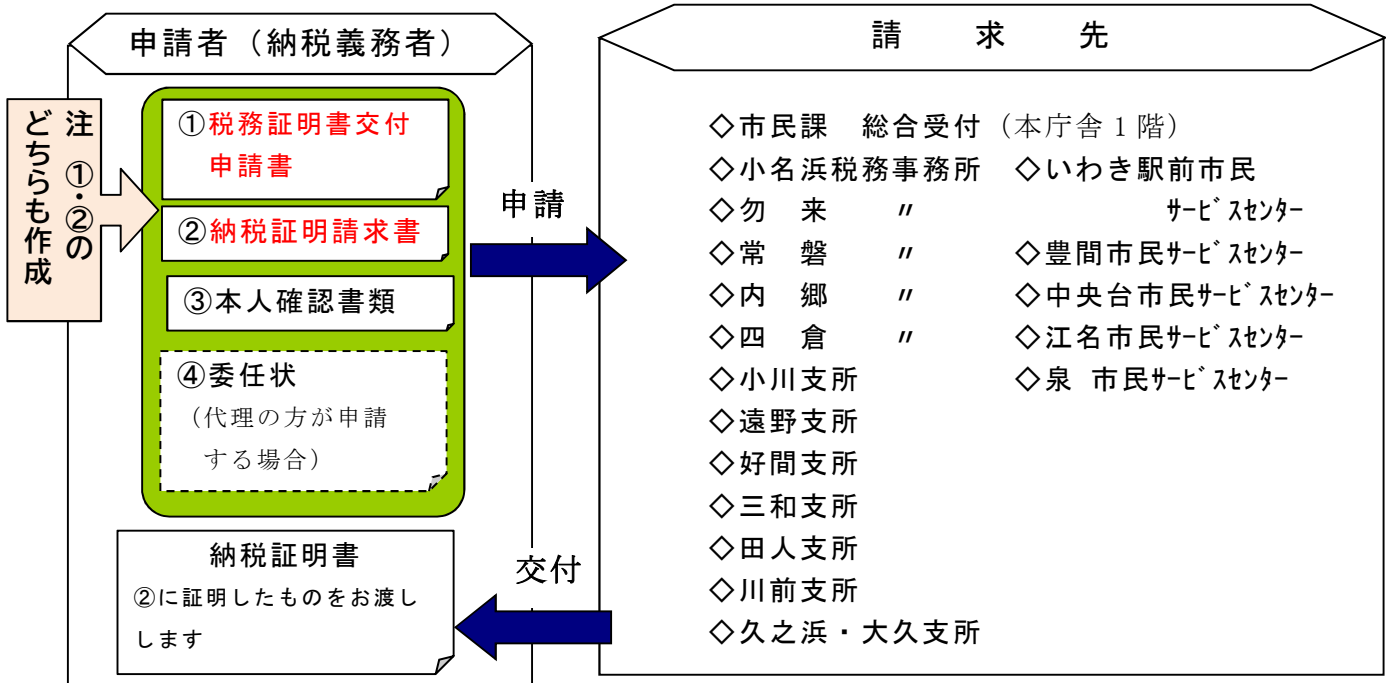 申請者（納税義務者）
注 ①・②の
どちらも作成
①税務証明書交付
申請書
②納税証明請求書
③本人確認書類
④委任状
（代理の方が申請
する場合）
申請
納税証明書
②に証明したものをお渡し
します
交付
請求先
◇市民課 総合受付（本庁舎１階）
◇小名浜税務事務所 ◇いわき駅前市民
◇勿来 〃 ｻｰﾋﾞｽｾﾝﾀｰ
◇常磐 〃 ◇豊間市民ｻｰﾋﾞｽｾﾝﾀｰ
◇内郷 〃 ◇中央台市民ｻｰﾋﾞｽｾﾝﾀｰ
◇四倉 〃 ◇江名市民ｻｰﾋﾞｽｾﾝﾀｰ
◇小川支所 ◇泉 市民ｻｰﾋﾞｽｾﾝﾀｰ
◇遠野支所
◇好間支所
◇三和支所
◇田人支所
◇川前支所
◇久之浜・大久支所